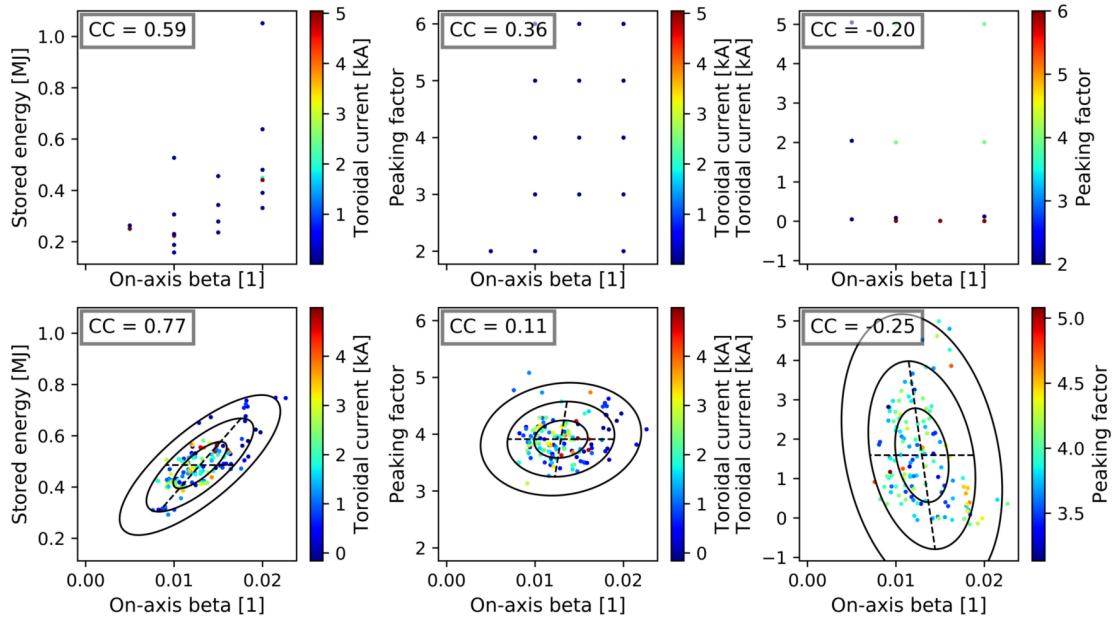 CC = 0.59
1.0
0.8
0.6
0.4
0.2
Stored energy [MJ]
On-axis beta [1]
5
4
3
2
1
Toroidal current [kA]
CC = 0.36
6
5
4
3
2
Peaking factor
On-axis beta [1]
5
4
3
2
1
Toroidal current [kA]
CC = -0.20
5
4
3
2
1
0
−1
Toroidal current [kA]
On-axis beta [1]
6
5
4
3
2
Peaking factor
CC = 0.77
1.0
0.8
0.6
0.4
0.2
Stored energy [MJ]
0.00 0.01 0.02
On-axis beta [1]
4
3
2
1
0
Toroidal current [kA]
CC = 0.11
6
5
4
3
2
Peaking factor
0.00 0.01 0.02
On-axis beta [1]
4
3
2
1
0
Toroidal current [kA]
CC = -0.25
5
4
3
2
1
0
−1
Toroidal current [kA]
0.00 0.01 0.02
On-axis beta [1]
5.0
4.5
4.0
3.5
Peaking factor